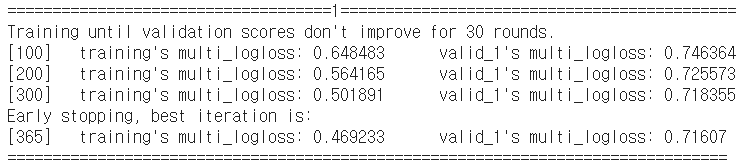 ====================================1============================================
Training until validation scores don't improve for 30 rounds.
[100]	training's multi_logloss: 0.648483	valid_1's multi_logloss: 0.746364
[200]	training's multi_logloss: 0.564165	valid_1's multi_logloss: 0.725573
[300]	training's multi_logloss: 0.501891	valid_1's multi_logloss: 0.718355
Early stopping, best iteration is:
[365]	training's multi_logloss: 0.469233	valid_1's multi_logloss: 0.71607
================================================================================